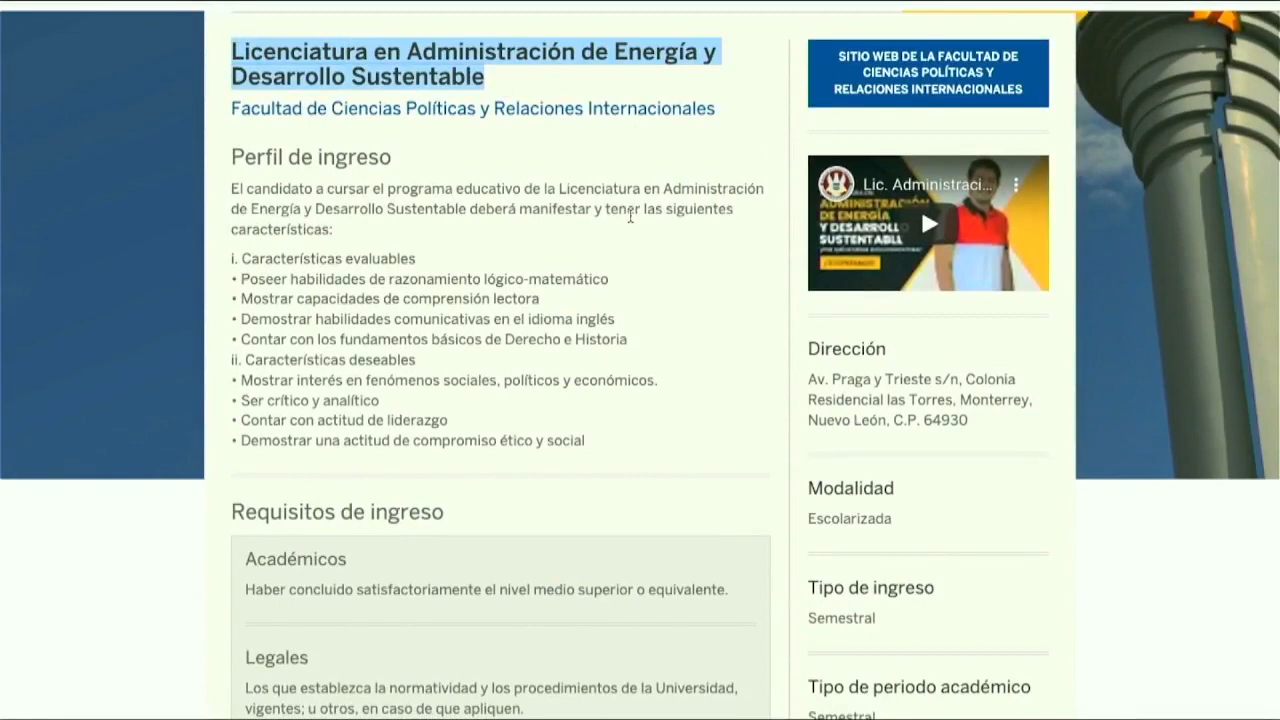 Licenciatura en Administración de Energía y
Desarrollo Sustentable
Facultad de Ciencias Políticas y Relaciones Internacionales
Perfil de ingreso
El candidato a cursar el programa educativo de la Licenciatura en Administración
de Energía y Desarrollo Sustentable deberá manifestar y tener las siguientes
características:
i. Características evaluables
• Poseer habilidades de razonamiento lógico-matemático
• Mostrar capacidades de comprensión lectora
• Demostrar habilidades comunicativas en el idioma inglés
• Contar con los fundamentos básicos de Derecho e Historia
ii. Características deseables
• Mostrar interés en fenómenos sociales, políticos y económicos.
• Ser crítico y analítico
• Contar con actitud de liderazgo
• Demostrar una actitud de compromiso ético y social
Requisitos de ingreso
Académicos
Haber concluido satisfactoriamente el nivel medio superior o equivalente.
Legales
Los que establezca la normatividad y los procedimientos de la Universidad,
vigentes; u otros, en caso de que apliquen.
SITIO WEB DE LA FACULTAD DE
CIENCIAS POLÍTICAS Y
RELACIONES INTERNACIONALES
Lic. Administraci...
ADMINISTRACIÓN
DE ENERGÍA
Y DESARROLLO
SUSTENTABLE
Dirección
Av. Praga y Trieste s/n, Colonia
Residencial las Torres, Monterrey,
Nuevo León, C.P. 64930
Modalidad
Escolarizada
Tipo de ingreso
Semestral
Tipo de periodo académico
Semestral